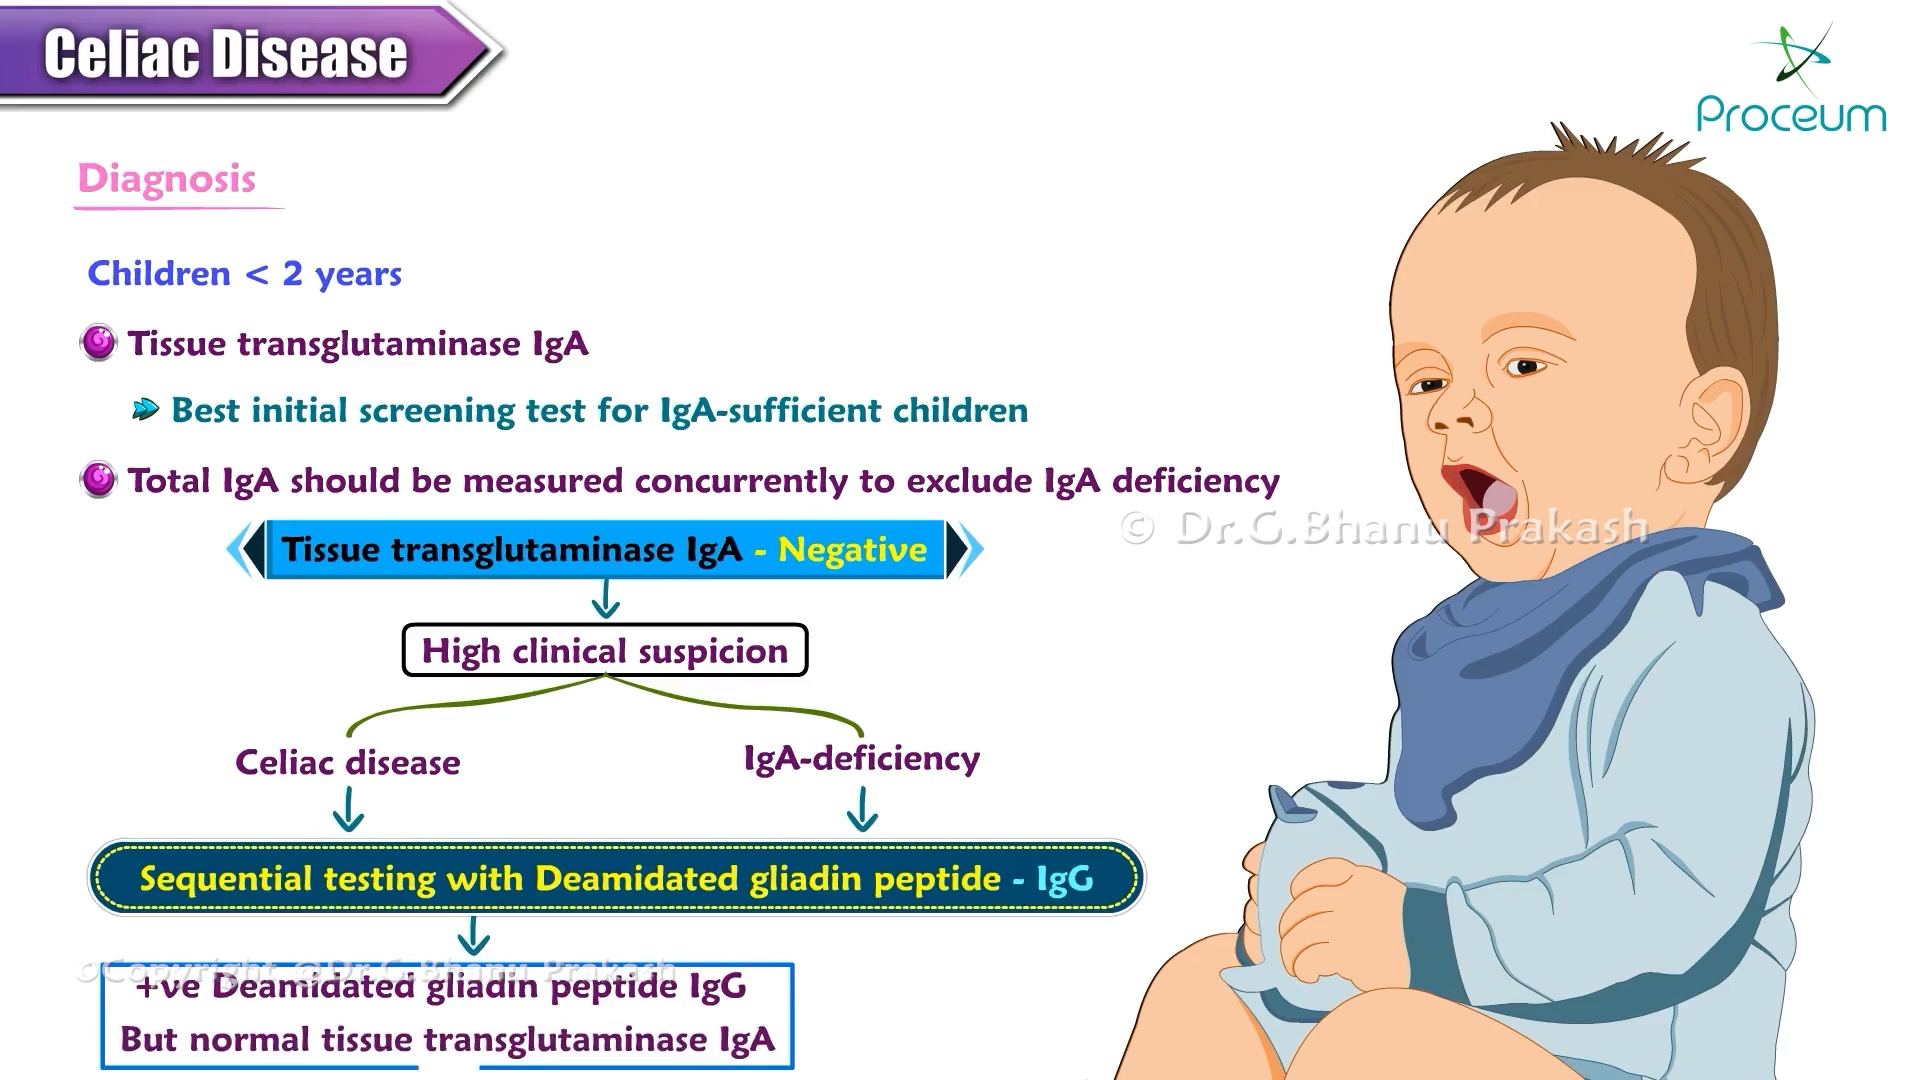 Celiac Disease
Proceum
Diagnosis
Children < 2 years
Tissue transglutaminase IgA
Best initial screening test for IgA-sufficient children
Total IgA should be measured concurrently to exclude IgA deficiency
© Dr.G.Bhanu Prakash
Tissue transglutaminase IgA - Negative
High clinical suspicion
Celiac disease
IgA-deficiency
Sequential testing with Deamidated gliadin peptide - IgG
©Copyright @Dr.G.Bhanu Prakash
+ve Deamidated gliadin peptide IgG
But normal tissue transglutaminase IgA